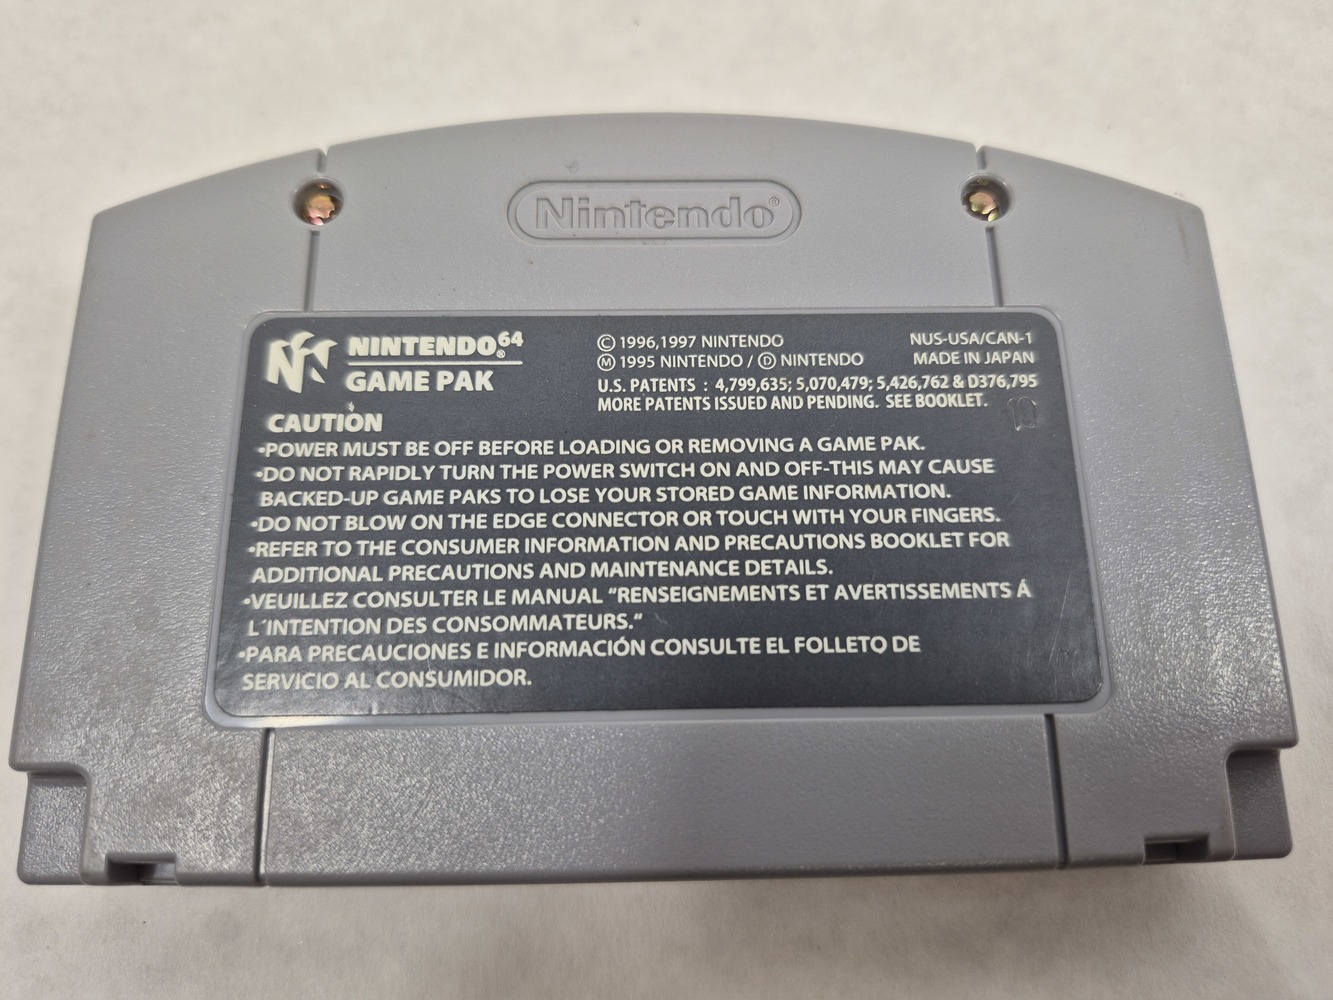 Nintendo®
NINTENDO®64
GAME PAK
© 1996,1997 NINTENDO
Ⓜ 1995 NINTENDO / Ⓓ NINTENDO
NUS-USA/CAN-1
MADE IN JAPAN
U.S. PATENTS : 4,799,635; 5,070,479; 5,426,762 & D376,795
MORE PATENTS ISSUED AND PENDING. SEE BOOKLET.
10
CAUTION
•POWER MUST BE OFF BEFORE LOADING OR REMOVING A GAME PAK.
•DO NOT RAPIDLY TURN THE POWER SWITCH ON AND OFF-THIS MAY CAUSE
BACKED-UP GAME PAKS TO LOSE YOUR STORED GAME INFORMATION.
•DO NOT BLOW ON THE EDGE CONNECTOR OR TOUCH WITH YOUR FINGERS.
•REFER TO THE CONSUMER INFORMATION AND PRECAUTIONS BOOKLET FOR
ADDITIONAL PRECAUTIONS AND MAINTENANCE DETAILS.
•VEUILLEZ CONSULTER LE MANUAL "RENSEIGNEMENTS ET AVERTISSEMENTS Á
L´INTENTION DES CONSOMMATEURS."
•PARA PRECAUCIONES E INFORMACIÓN CONSULTE EL FOLLETO DE
SERVICIO AL CONSUMIDOR.